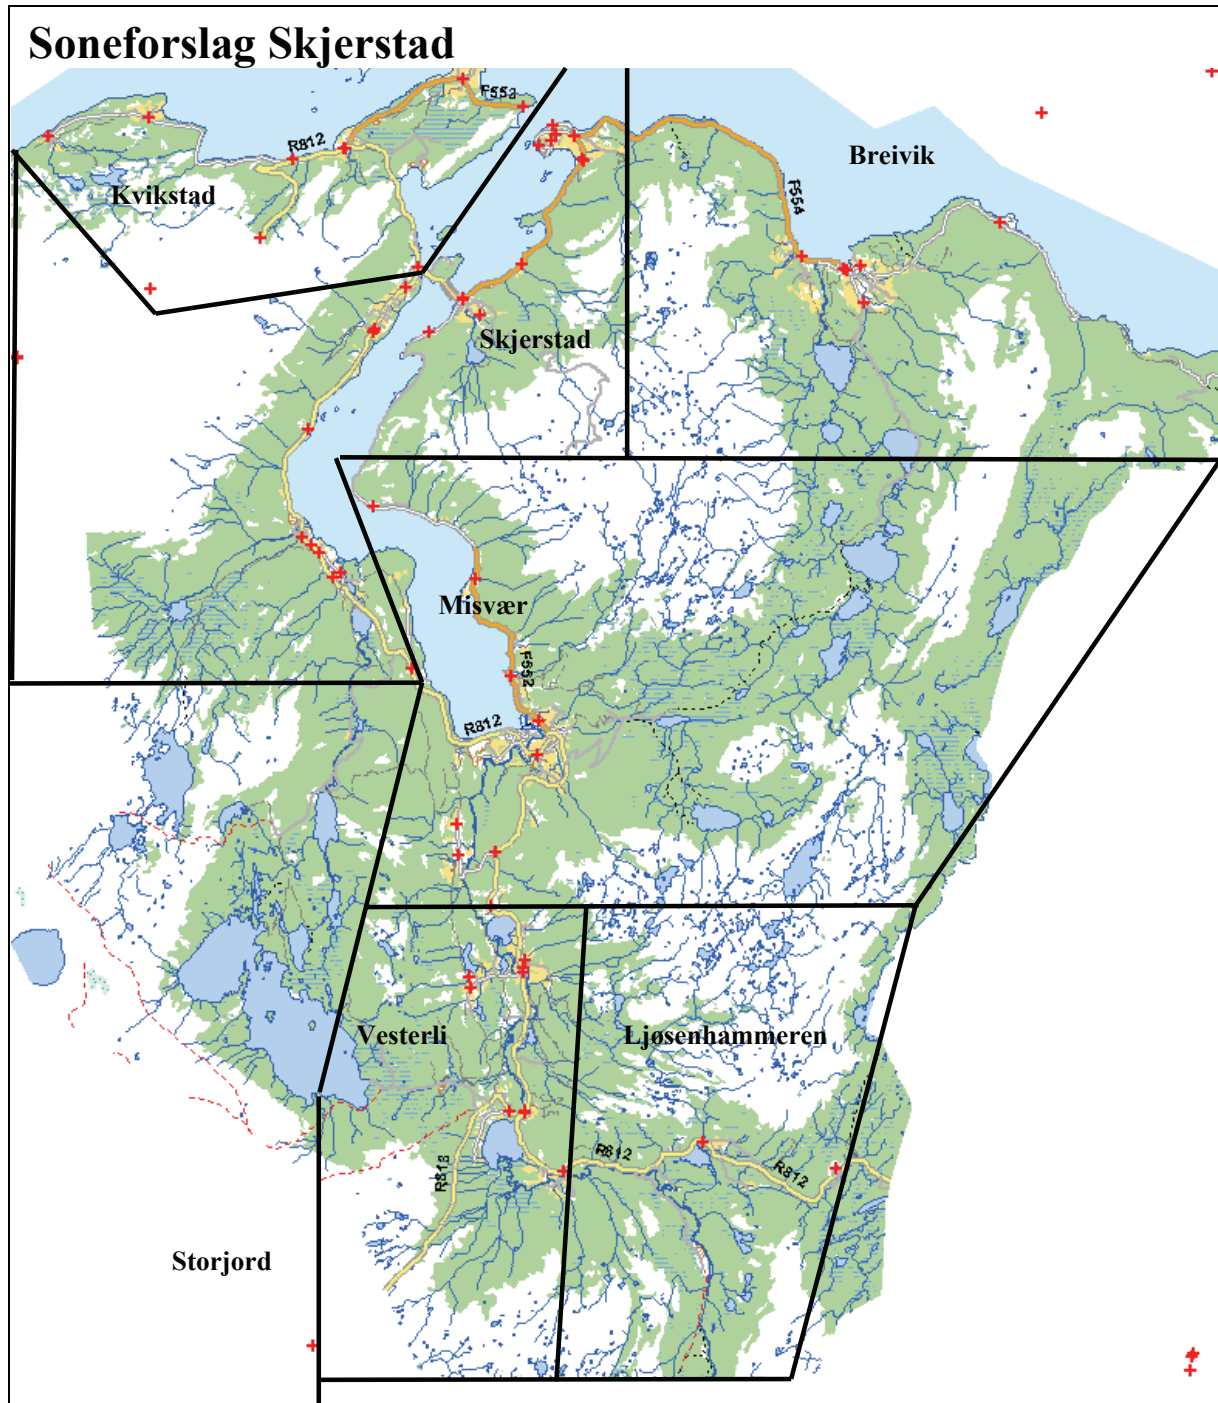 Soneforslag Skjerstad
F553
R812
Breivik
Kvikstad
F554
Skjerstad
Misvær
F552
R812
Vesterli
Ljøsenhammeren
R812
R812
R813
Storjord